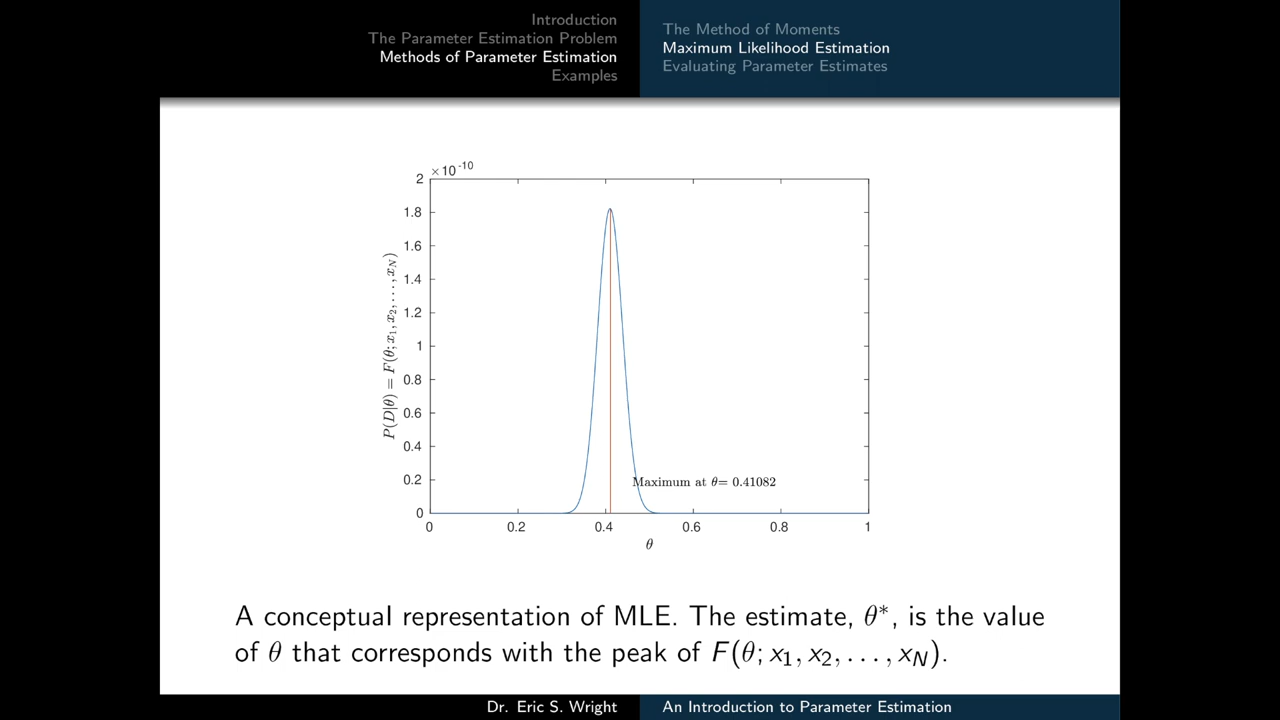 Introduction
The Parameter Estimation Problem
Methods of Parameter Estimation
Examples
The Method of Moments
Maximum Likelihood Estimation
Evaluating Parameter Estimates
×10⁻¹⁰
2
1.8
1.6
1.4
1.2
1
0.8
0.6
0.4
0.2
0
P(D|θ) = F(θ; x₁, x₂, . . . , x_N)
Maximum at θ= 0.41082
0 0.2 0.4 0.6 0.8 1
θ
A conceptual representation of MLE. The estimate, θ*, is the value
of θ that corresponds with the peak of F(θ; x₁, x₂, . . . , x_N).
Dr. Eric S. Wright
An Introduction to Parameter Estimation